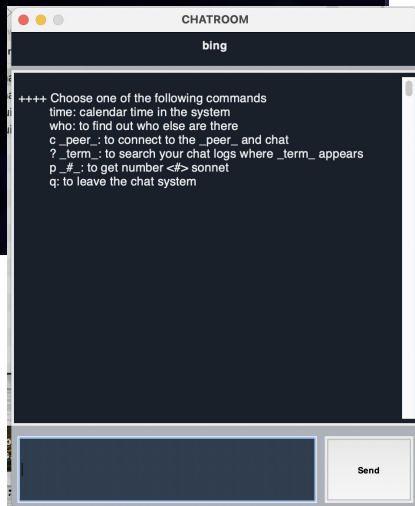 CHATROOM
bing
++++ Choose one of the following commands
time: calendar time in the system
who: to find out who else are there
c _peer_: to connect to the _peer_ and chat
? _term_: to search your chat logs where _term_ appears
p _#_: to get number <#> sonnet
q: to leave the chat system
Send